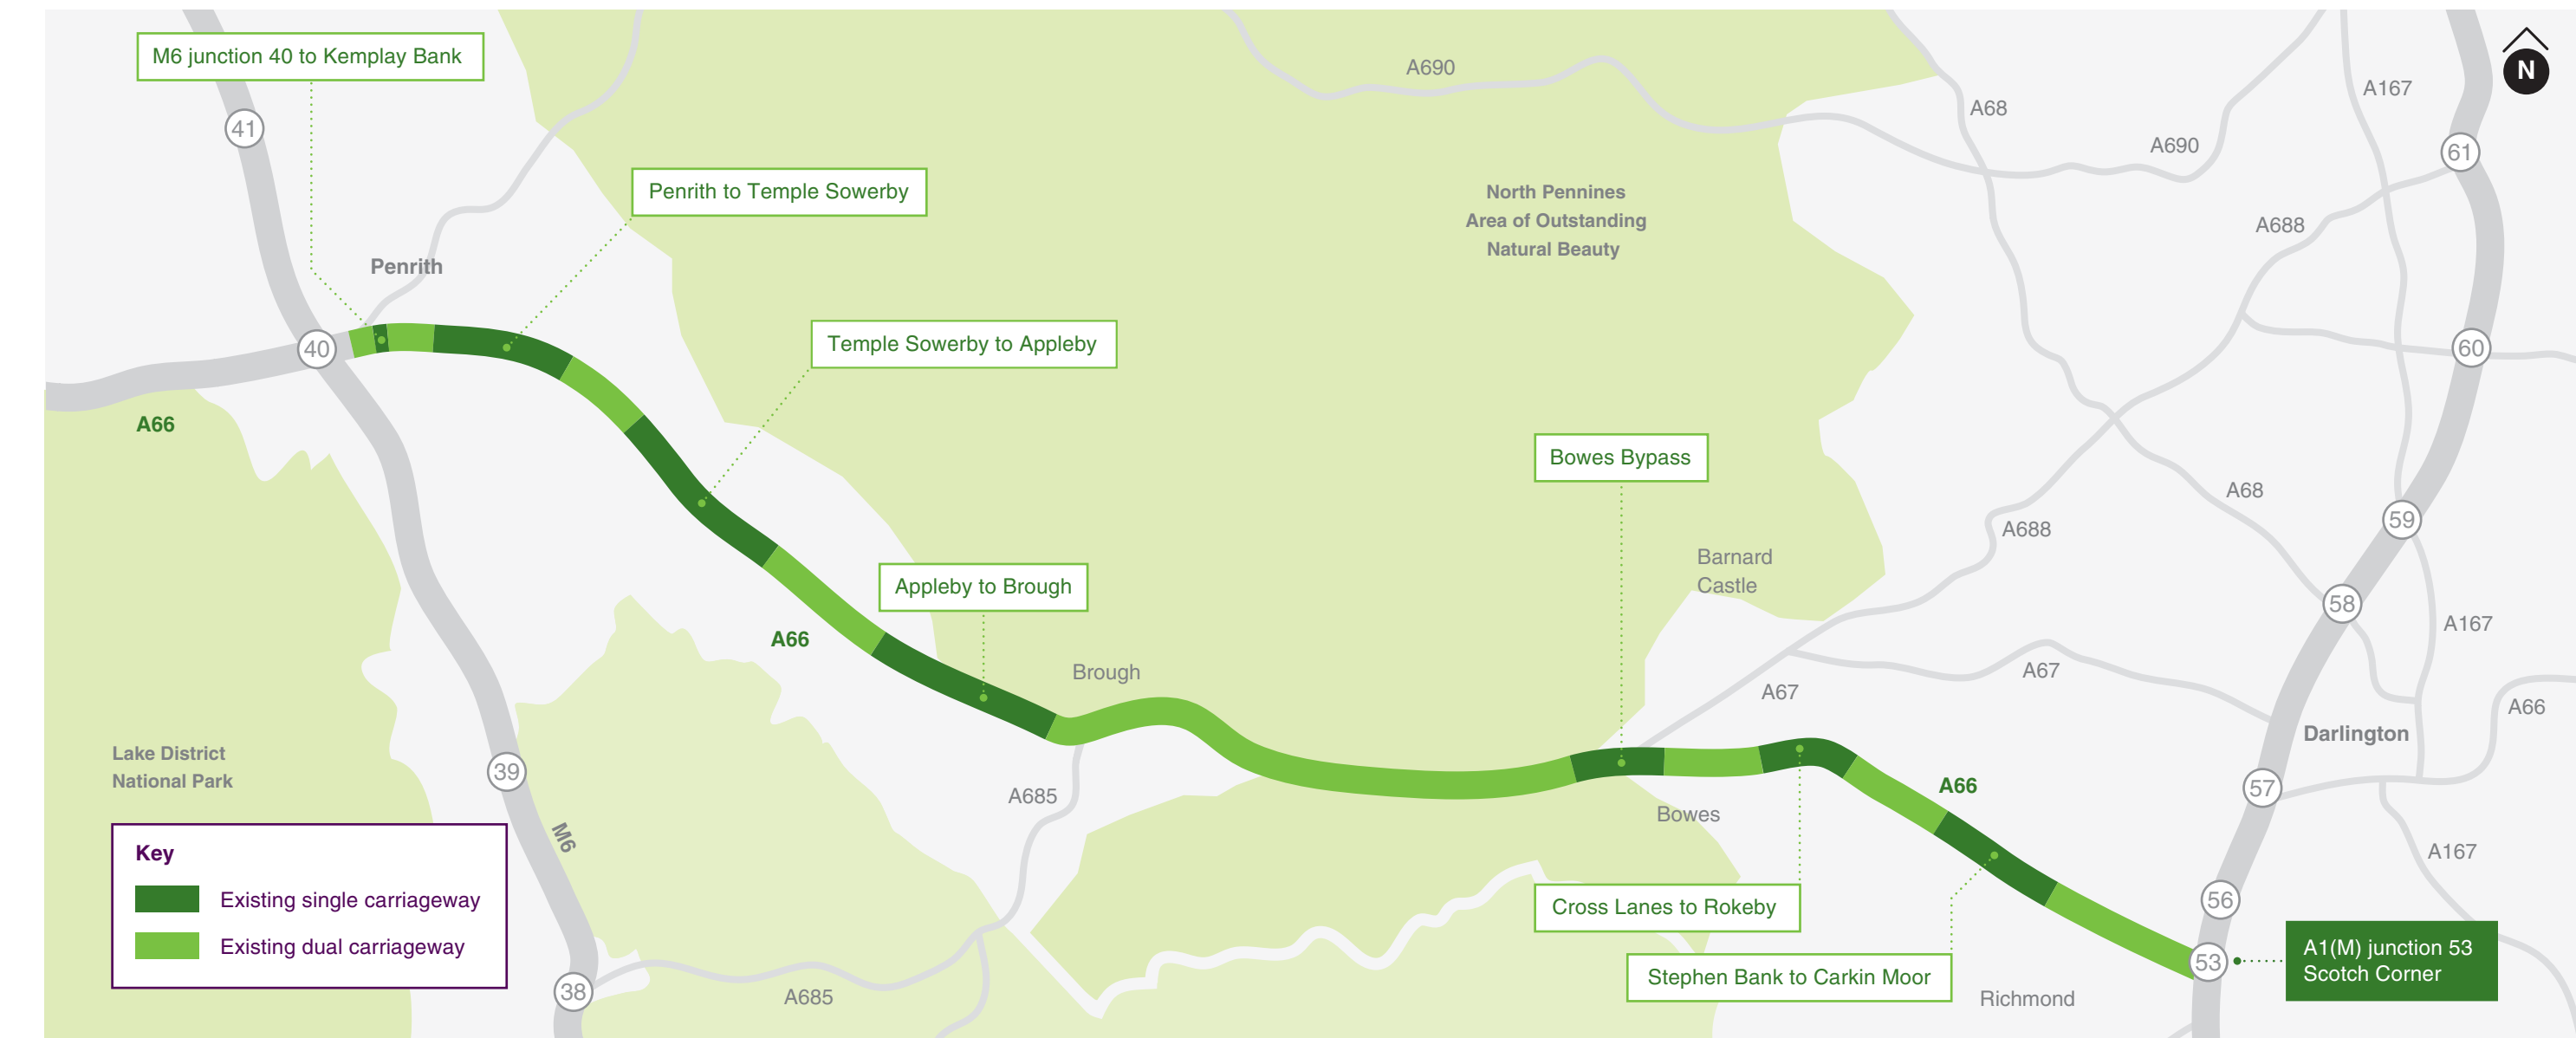 M6 junction 40 to Kemplay Bank
N
A690
A167
A68
41
A690
61
Penrith to Temple Sowerby
North Pennines
Area of Outstanding
Natural Beauty
A688
Penrith
Temple Sowerby to Appleby
40
60
A66
Bowes Bypass
A68
59
A688
Barnard
Castle
Appleby to Brough
58
A167
A66
Brough
A67
A67
A66
Darlington
Lake District
National Park
39
A66
57
A685
Bowes
M6
Key
A167
Existing single carriageway
56
Cross Lanes to Rokeby
Existing dual carriageway
A1(M) junction 53
Scotch Corner
53
Stephen Bank to Carkin Moor
38
A685
Richmond